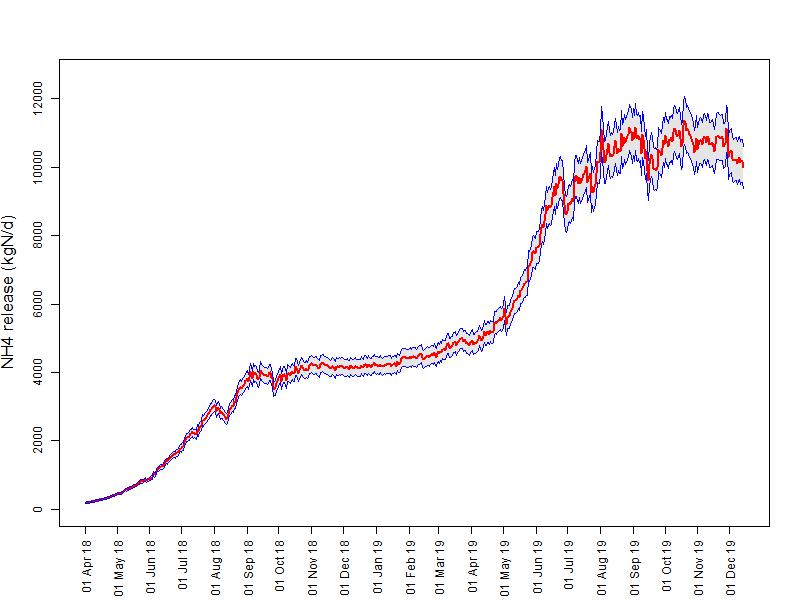 NH4 release (kgN/d)
12000
10000
8000
6000
4000
2000
0
01 Apr 18
01 May 18
01 Jun 18
01 Jul 18
01 Aug 18
01 Sep 18
01 Oct 18
01 Nov 18
01 Dec 18
01 Jan 19
01 Feb 19
01 Mar 19
01 Apr 19
01 May 19
01 Jun 19
01 Jul 19
01 Aug 19
01 Sep 19
01 Oct 19
01 Nov 19
01 Dec 19